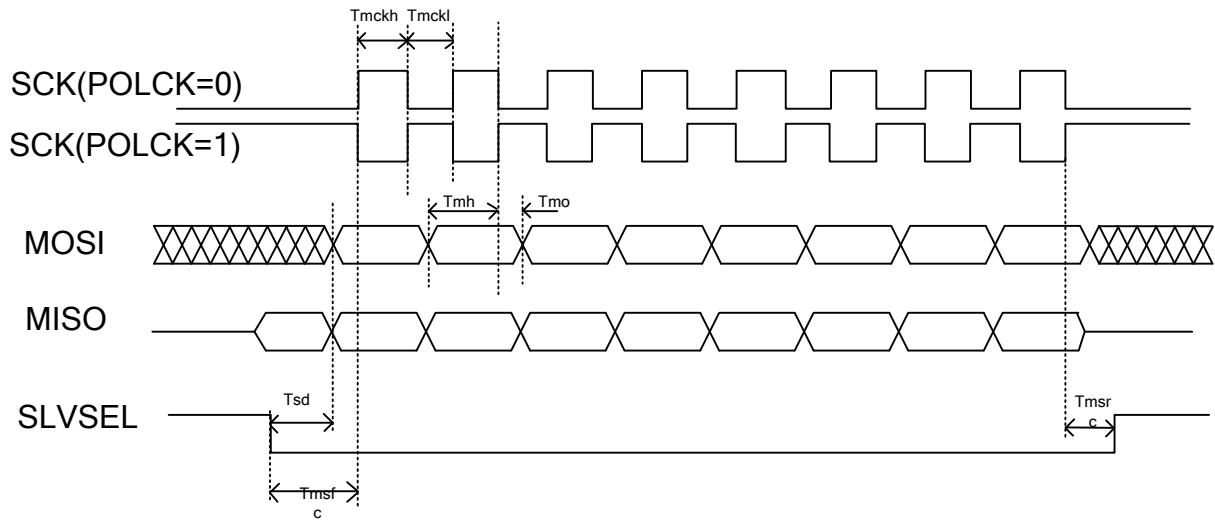 Tmckh Tmckl
SCK(POLCK=0)
SCK(POLCK=1)
Tmh Tmo
MOSI
MISO
Tsd
SLVSEL
Tmsr
c
Tmsf
c